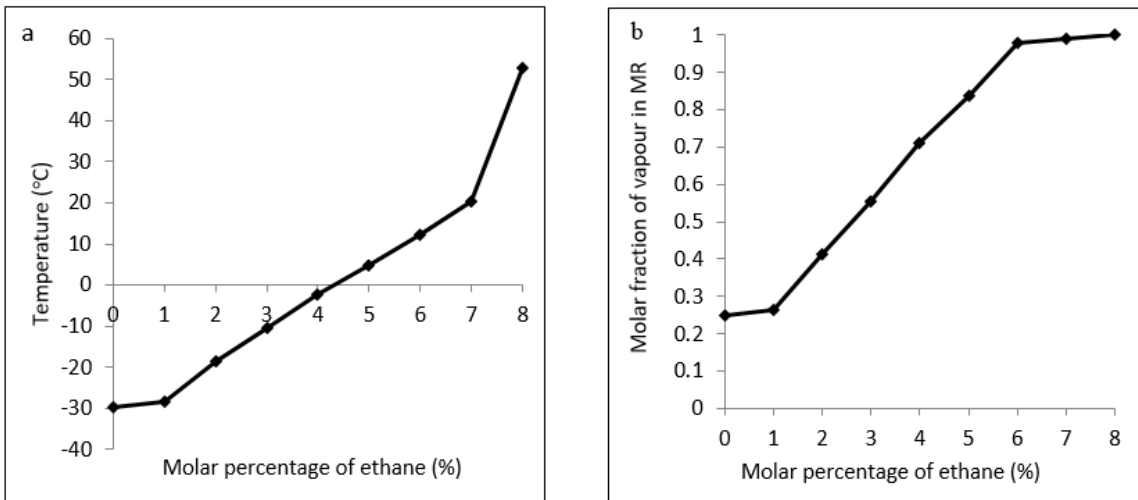 a
60
50
40
30
20
10
0
-10
-20
-30
-40
0 1 2 3 4 5 6 7 8
Temperature (°C)
Molar percentage of ethane (%)
b
1
0.9
0.8
0.7
0.6
0.5
0.4
0.3
0.2
0.1
0
0 1 2 3 4 5 6 7 8
Molar fraction of vapour in MR
Molar percentage of ethane (%)